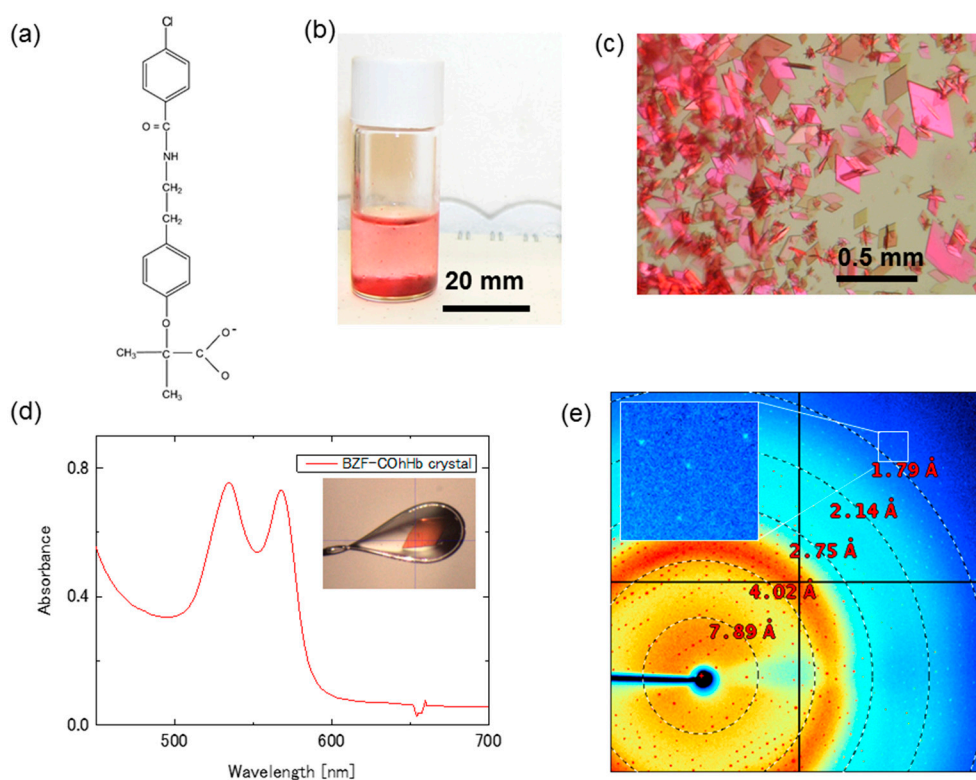 (a)
Cl
O=C
NH
CH₂
CH₂
O
CH₃
C
C
O⁻
O
CH₃
(b)
20 mm
(c)
0.5 mm
(d)
0.8
0.4
0.0
Absorbance
BZF-COhHb crystal
500
600
700
Wavelength [nm]
(e)
1.79 Å
2.14 Å
2.75 Å
4.02 Å
7.89 Å